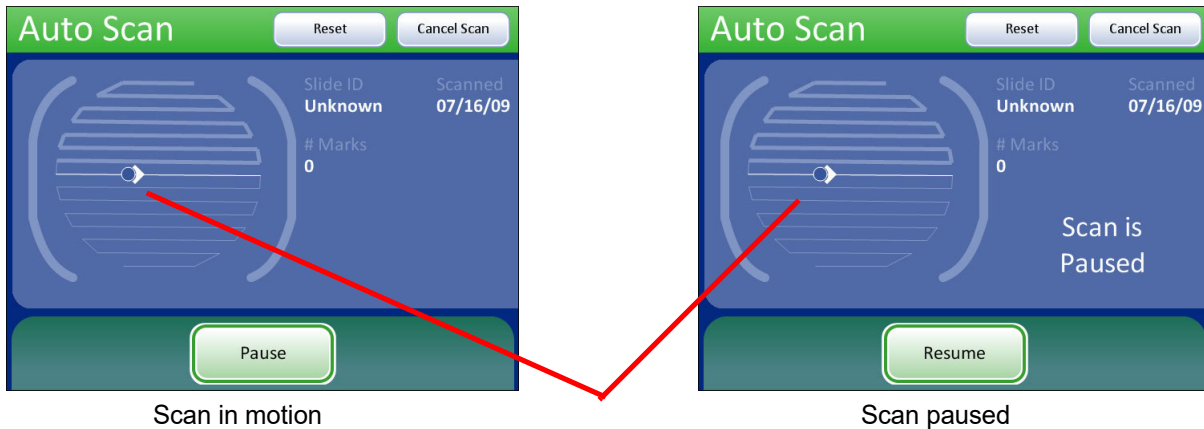 Auto Scan
Reset
Cancel Scan
Slide ID
Scanned
Unknown
07/16/09
# Marks
0
Pause
Scan in motion
Auto Scan
Reset
Cancel Scan
Slide ID
Scanned
Unknown
07/16/09
# Marks
0
Scan is
Paused
Resume
Scan paused